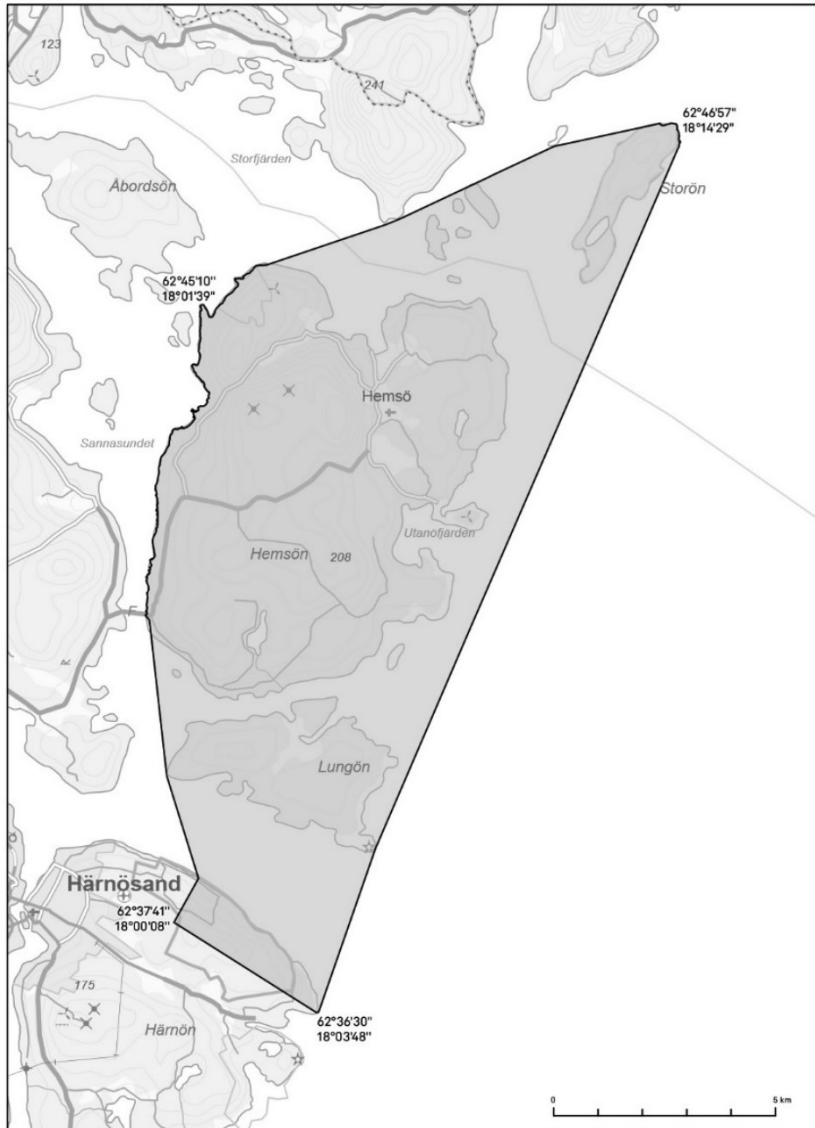 123
241
62°46'57"
18°14'29"
Storfjärden
Åbordsön
Storön
62°45'10"
18°01'39"
Hemsö
Sannasundet
Utanöfjärden
Hemsön
208
F
Lungön
Härnösand
62°37'41"
18°00'08"
175
62°36'30"
18°03'48"
Härnön
0
5 km